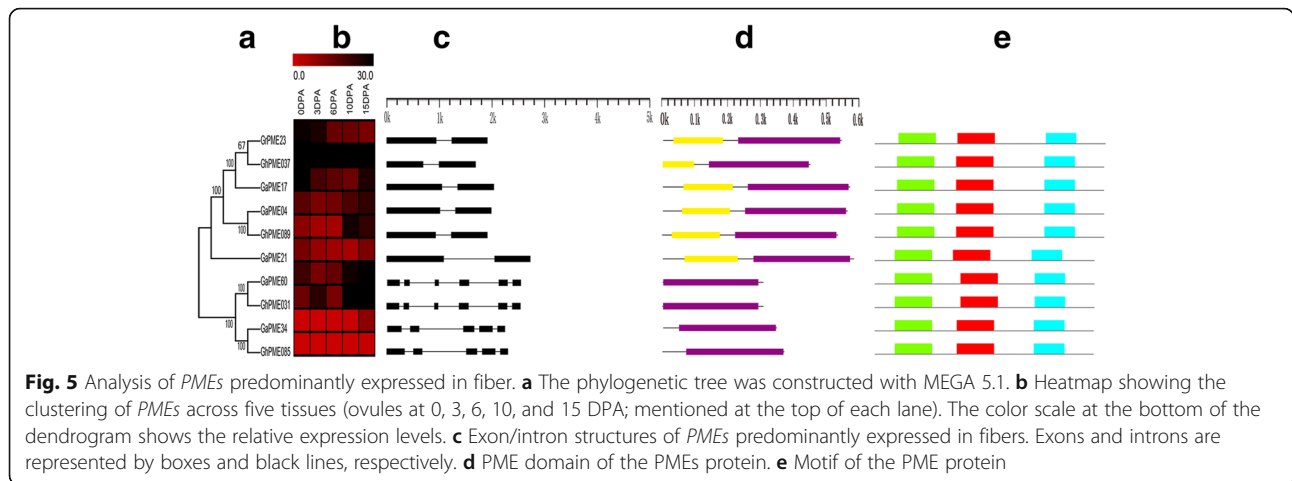 a b c d e
0.0 30.0
0DPA 3DPA 6DPA 10DPA 15DPA
0k 1k 2k 3k 4k 5k
0 0.1k 0.2k 0.3k 0.4k 0.5k 0.6k
GrPME23
67
GhPME037
100
GaPME17
100
GaPME04
GhPME089
100
GaPME21
GaPME60
100
GhPME031
100
GaPME34
100
GhPME085
Fig. 5 Analysis of PMEs predominantly expressed in fiber. a The phylogenetic tree was constructed with MEGA 5.1. b Heatmap showing the
clustering of PMEs across five tissues (ovules at 0, 3, 6, 10, and 15 DPA; mentioned at the top of each lane). The color scale at the bottom of the
dendrogram shows the relative expression levels. c Exon/intron structures of PMEs predominantly expressed in fibers. Exons and introns are
represented by boxes and black lines, respectively. d PME domain of the PMEs protein. e Motif of the PME protein